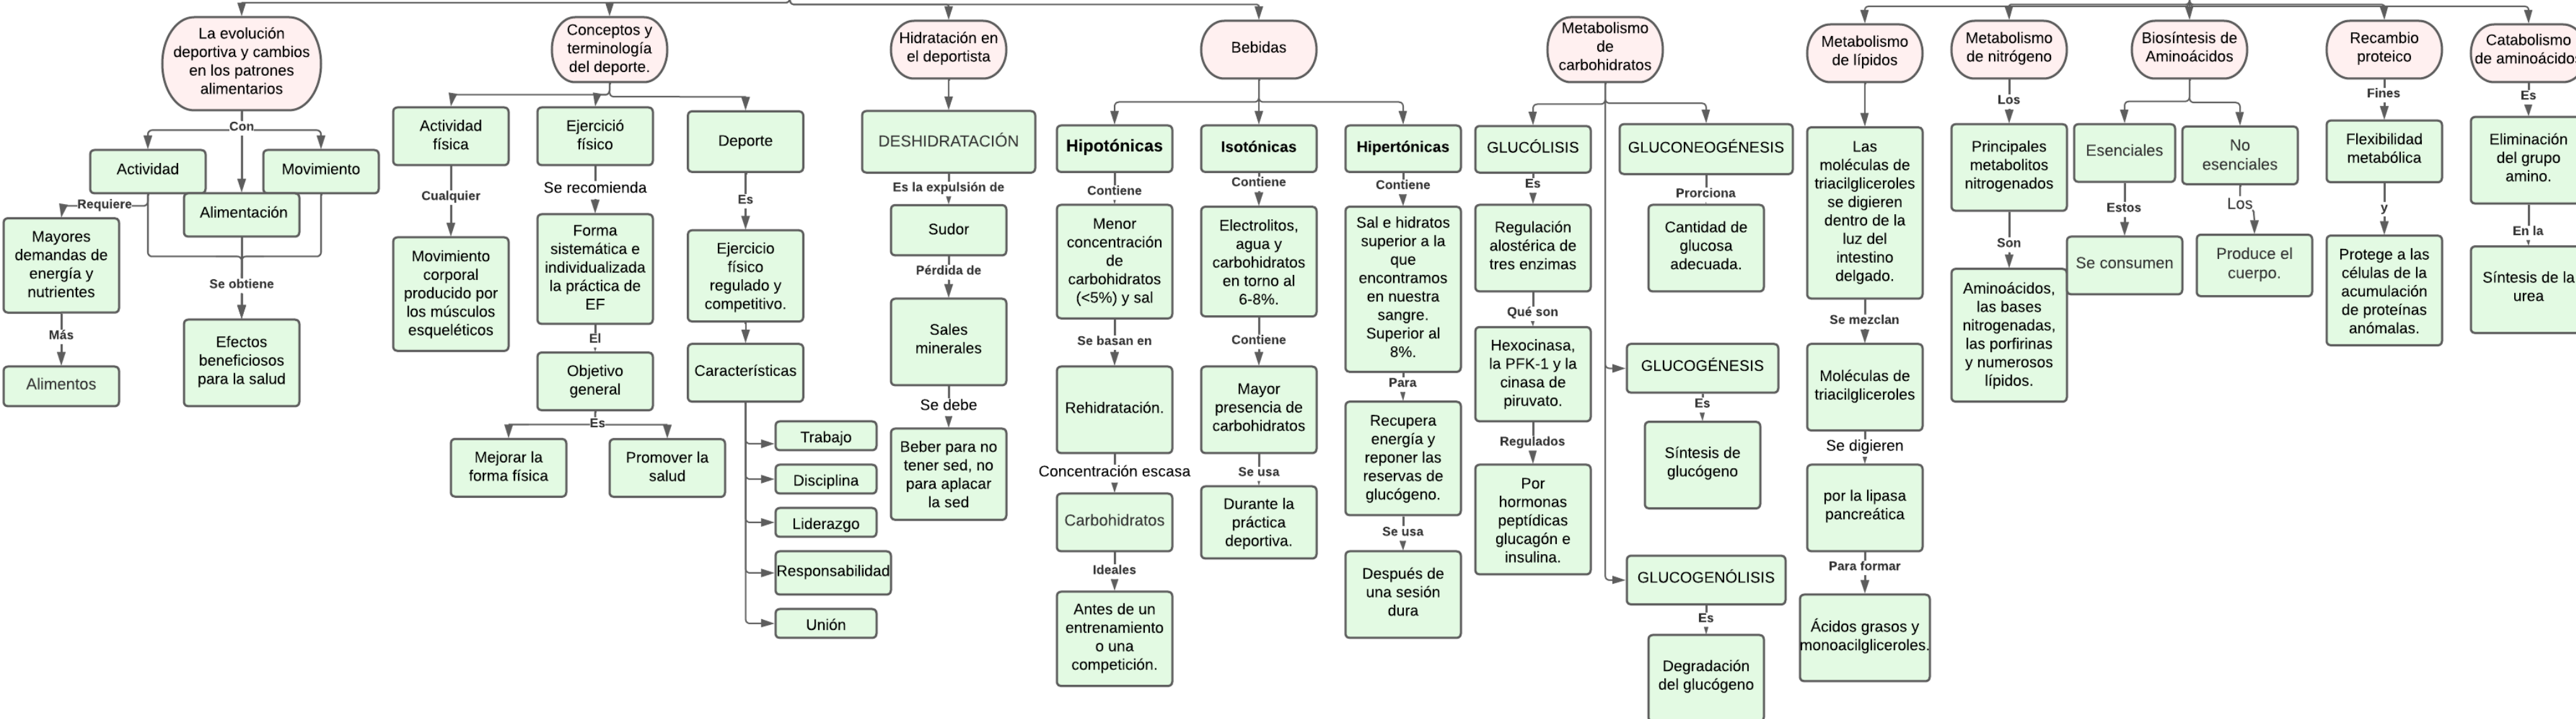 La evolución
deportiva y cambios
en los patrones
alimentarios
Con
Actividad
Movimiento
Alimentación
Requiere
Mayores
demandas de
energía y
nutrientes
Más
Alimentos
Se obtiene
Efectos
beneficiosos
para la salud
Conceptos y
terminología
del deporte.
Actividad
física
Cualquier
Movimiento
corporal
producido por
los músculos
esqueléticos
Ejerció
físico
Se recomienda
Forma
sistemática e
individualizada
la práctica de
EF
El
Objetivo
general
Es
Mejorar la
forma física
Promover la
salud
Deporte
Es
Ejercicio
físico
regulado y
competitivo.
Características
Trabajo
Disciplina
Liderazgo
Responsabilidad
Unión
Hidratación en
el deportista
DESHIDRATACIÓN
Es la expulsión de
Sudor
Pérdida de
Sales
minerales
Se debe
Beber para no
tener sed, no
para aplacar
la sed
Bebidas
Hipotónicas
Contiene
Menor
concentración
de
carbohidratos
(<5%) y sal
Se basan en
Rehidratación.
Concentración escasa
Carbohidratos
Ideales
Antes de un
entrenamiento
o una
competición.
Isotónicas
Contiene
Electrolitos,
agua y
carbohidratos
en torno al
6-8%.
Contiene
Mayor
presencia de
carbohidratos
Se usa
Durante la
práctica
deportiva.
Hipertónicas
Contiene
Sal e hidratos
superior a la
que
encontramos
en nuestra
sangre.
Superior al
8%.
Para
Recupera
energía y
reponer las
reservas de
glucógeno.
Se usa
Después de
una sesión
dura
Metabolismo
de
carbohidratos
GLUCÓLISIS
Es
Regulación
alostérica de
tres enzimas
Qué son
Hexocinasa,
la PFK-1 y la
cinasa de
piruvato.
Regulados
Por
hormonas
peptídicas
glucagón e
insulina.
GLUCONEOGÉNESIS
Prorciona
Cantidad de
glucosa
adecuada.
GLUCOGÉNESIS
Es
Síntesis de
glucógeno
GLUCOGENÓLISIS
Es
Degradación
del glucógeno
Metabolismo
de lípidos
Las
moléculas de
triacilgliceroles
se digieren
dentro de la
luz del
intestino
delgado.
Se mezclan
Moléculas de
triacilgliceroles
Se digieren
por la lipasa
pancreática
Para formar
Ácidos grasos y
monoacilgliceroles.
Metabolismo
de nitrógeno
Los
Principales
metabolitos
nitrogenados
Son
Aminoácidos,
las bases
nitrogenadas,
las porfirinas
y numerosos
lípidos.
Biosíntesis de
Aminoácidos
Esenciales
Estos
Se consumen
No
esenciales
Los
Produce el
cuerpo.
Recambio
proteico
Fines
Flexibilidad
metabólica
y
Protege a las
células de la
acumulación
de proteínas
anómalas.
Catabolismo
de aminoácidos
Es
Eliminación
del grupo
amino.
En la
Síntesis de la
urea